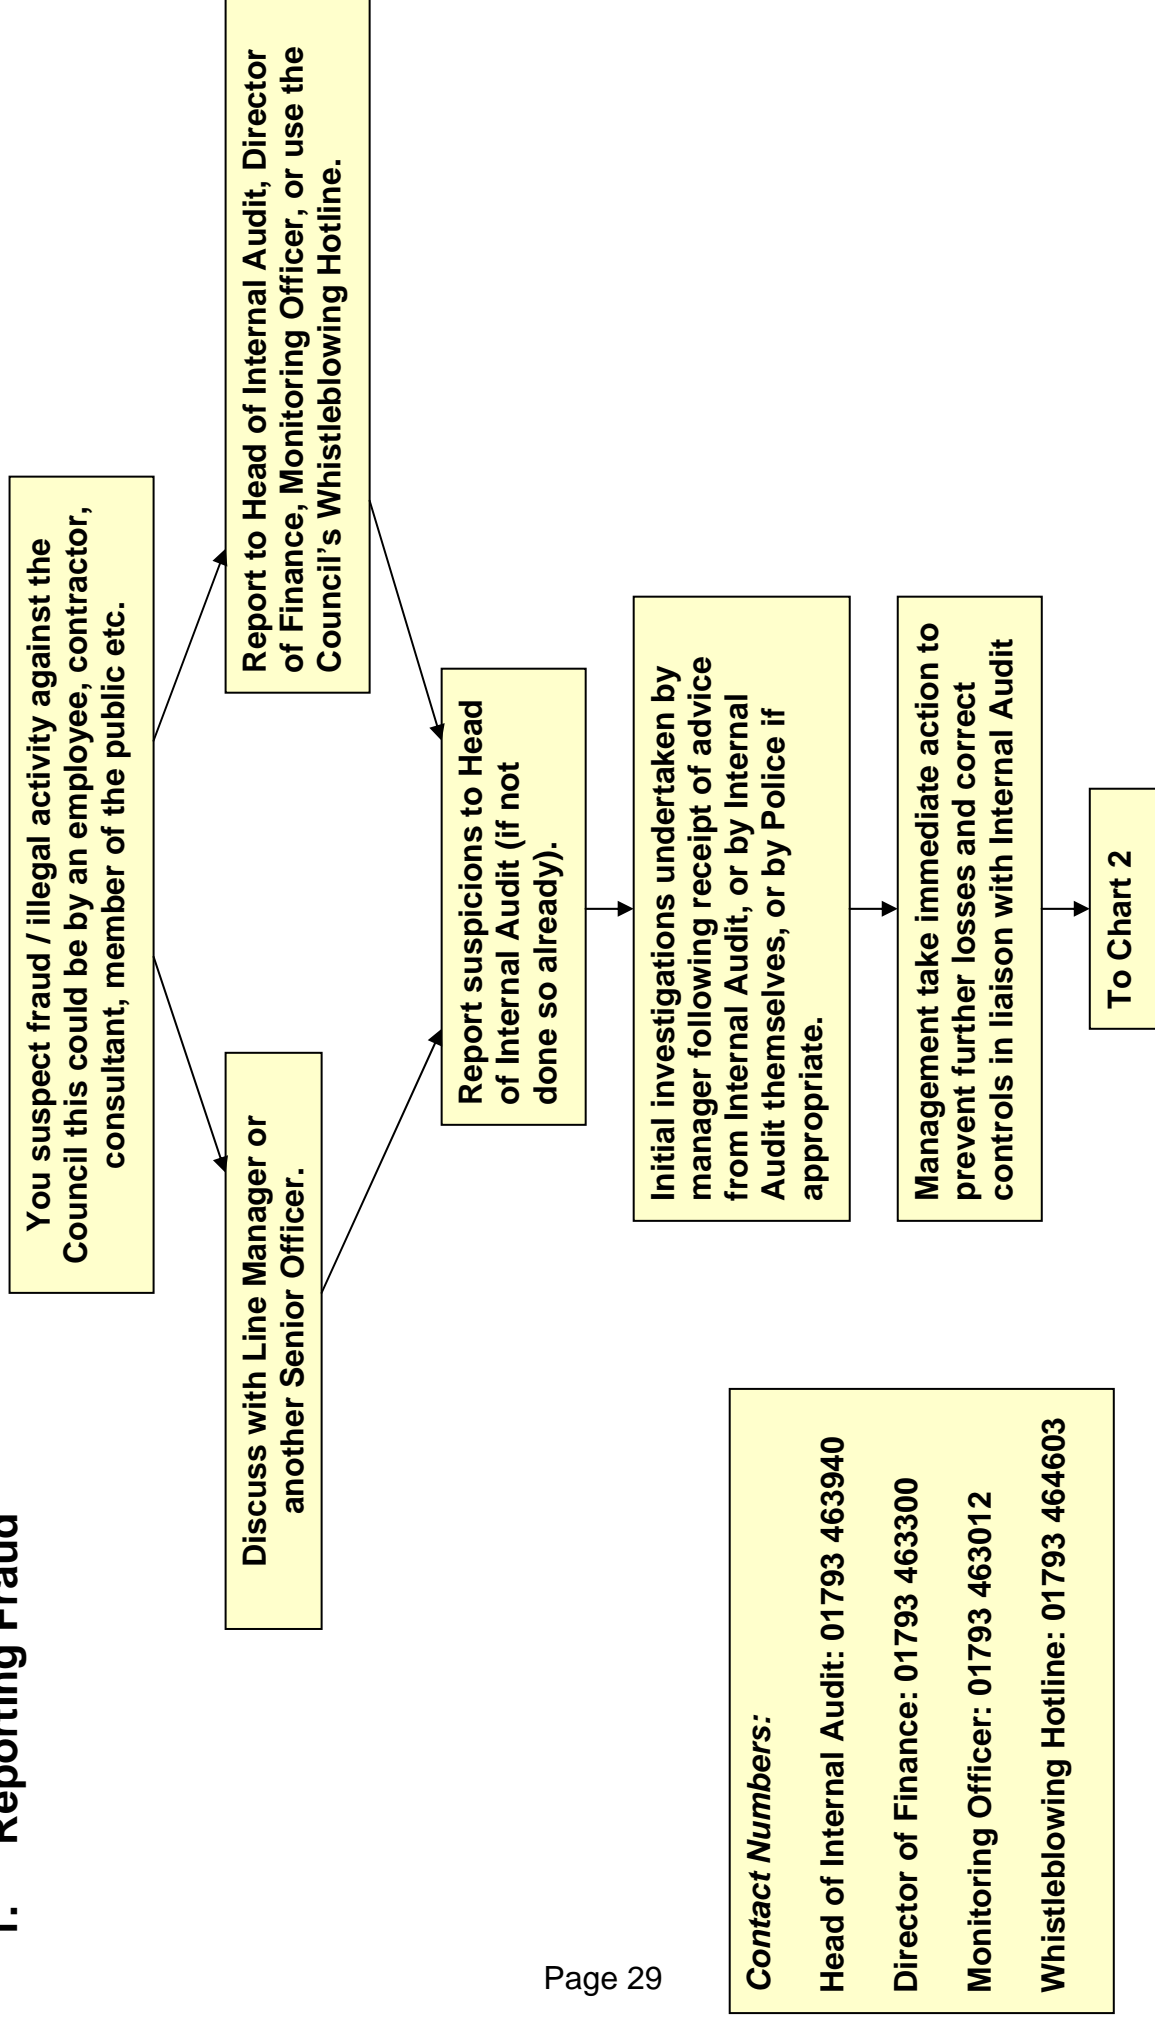 1. Reporting Fraud
You suspect fraud / illegal activity against the
Council this could be by an employee, contractor,
consultant, member of the public etc.
Discuss with Line Manager or
another Senior Officer.
Report to Head of Internal Audit, Director
of Finance, Monitoring Officer, or use the
Council’s Whistleblowing Hotline.
Report suspicions to Head
of Internal Audit (if not
done so already).
Initial investigations undertaken by
manager following receipt of advice
from Internal Audit, or by Internal
Audit themselves, or by Police if
appropriate.
Management take immediate action to
prevent further losses and correct
controls in liaison with Internal Audit
To Chart 2
Contact Numbers:
Head of Internal Audit: 01793 463940
Director of Finance: 01793 463300
Monitoring Officer: 01793 463012
Whistleblowing Hotline: 01793 464603
Page 29